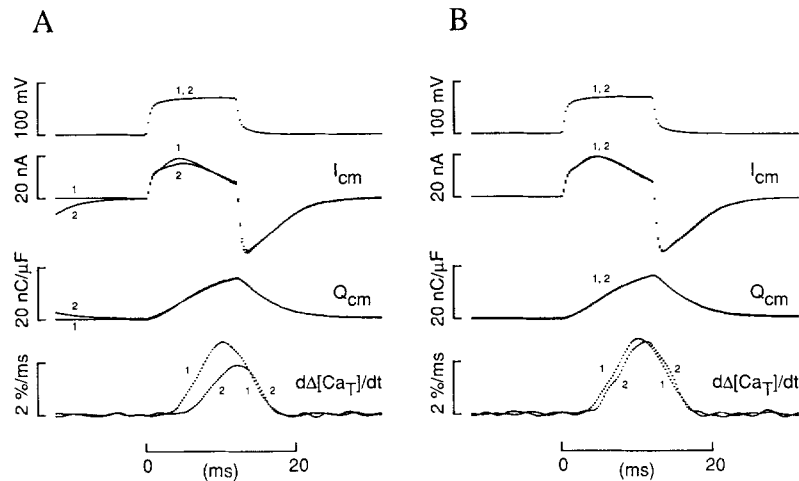 A
100 mV
1, 2
20 nA
1
2
1
2
I_cm
20 nC/μF
2
1
Q_cm
2 %/ms
1
2
1
2
dΔ[Ca_T]/dt
0
20
(ms)
B
100 mV
1, 2
20 nA
1, 2
I_cm
20 nC/μF
1, 2
Q_cm
2 %/ms
1
2
1
2
dΔ[Ca_T]/dt
0
20
(ms)